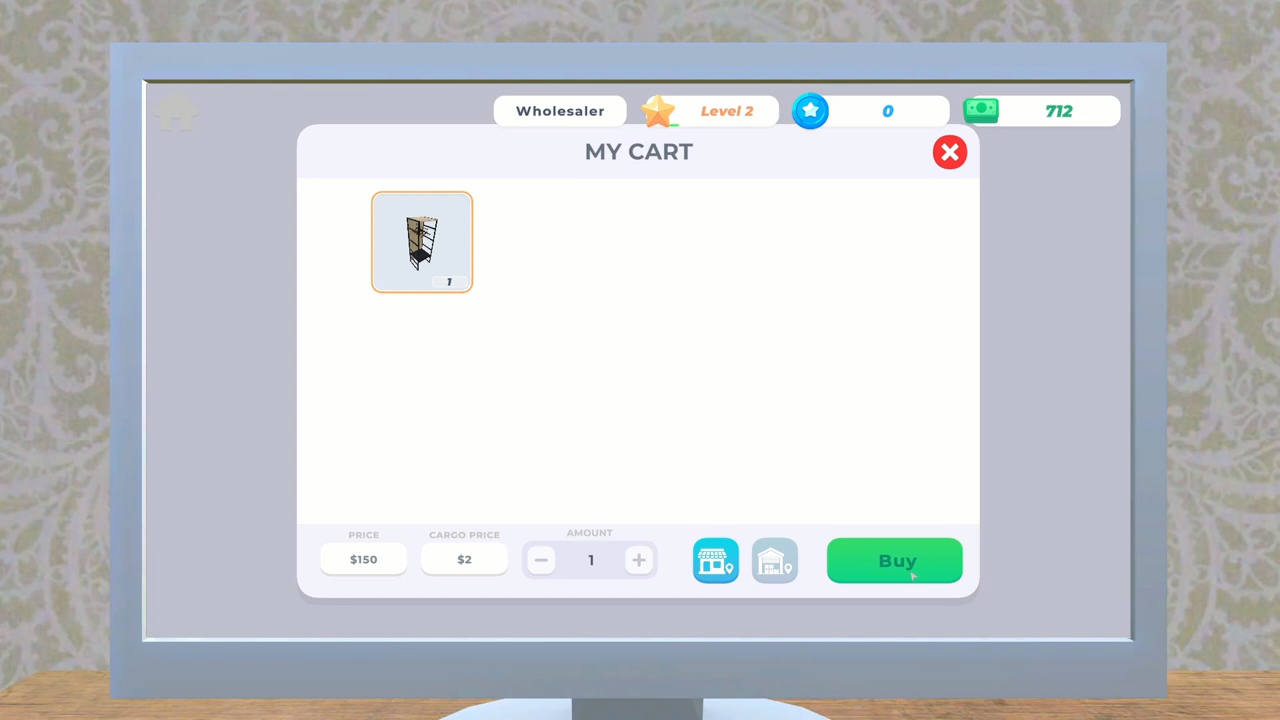 Wholesaler
Level 2
0
712
MY CART
1
PRICE
CARGO PRICE
AMOUNT
$150
$2
1
Buy